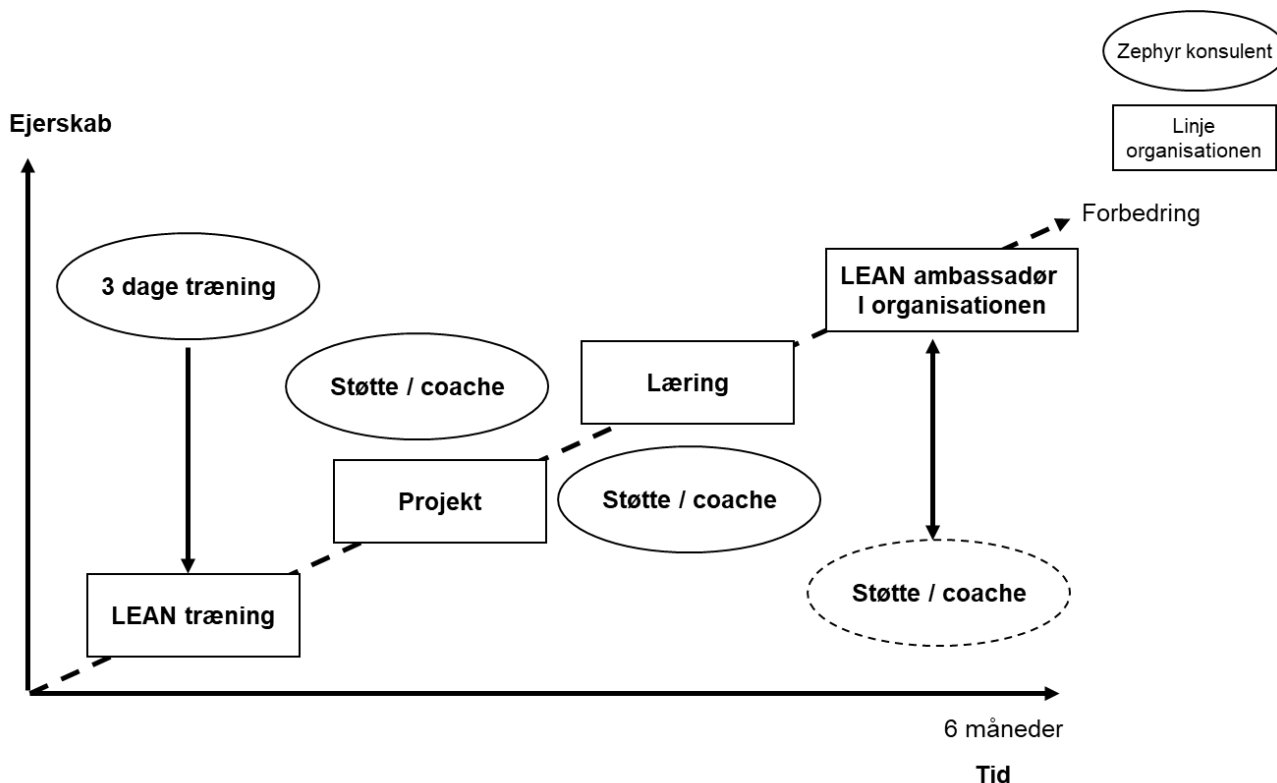 Zephyr konsulent
Ejerskab
Linje
organisationen
Forbedring
3 dage træning
LEAN ambassadør
I organisationen
Støtte / coache
Læring
Projekt
Støtte / coache
LEAN træning
Støtte / coache
6 måneder
Tid